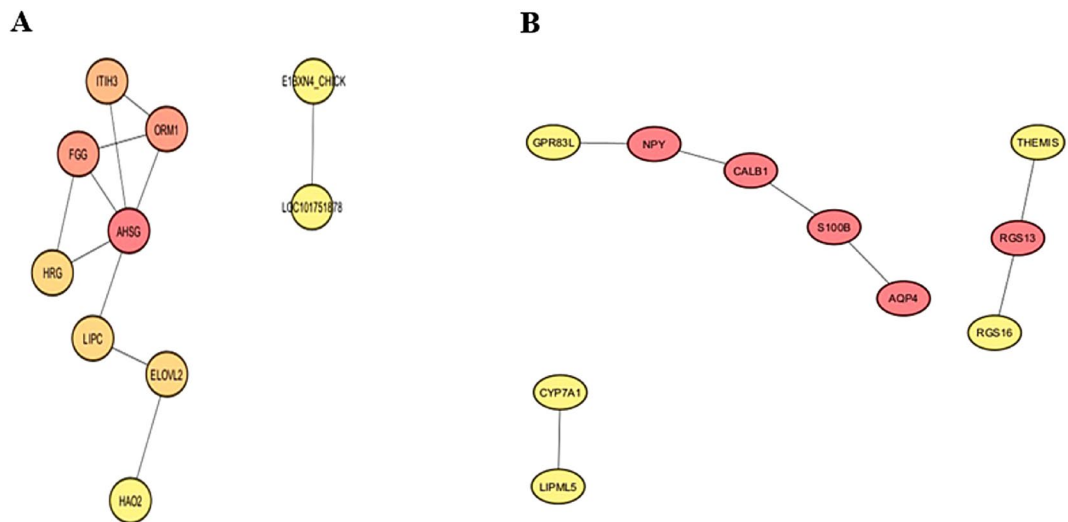 A
B
ITIH3
E1BXN4_CHICK
ORM1
FGG
GPR83L
NPY
THEMIS
CALB1
LOC101751878
AHSG
S100B
RGS13
HRG
AQP4
LIPC
RGS16
ELOVL2
CYP7A1
HAO2
LIPML5